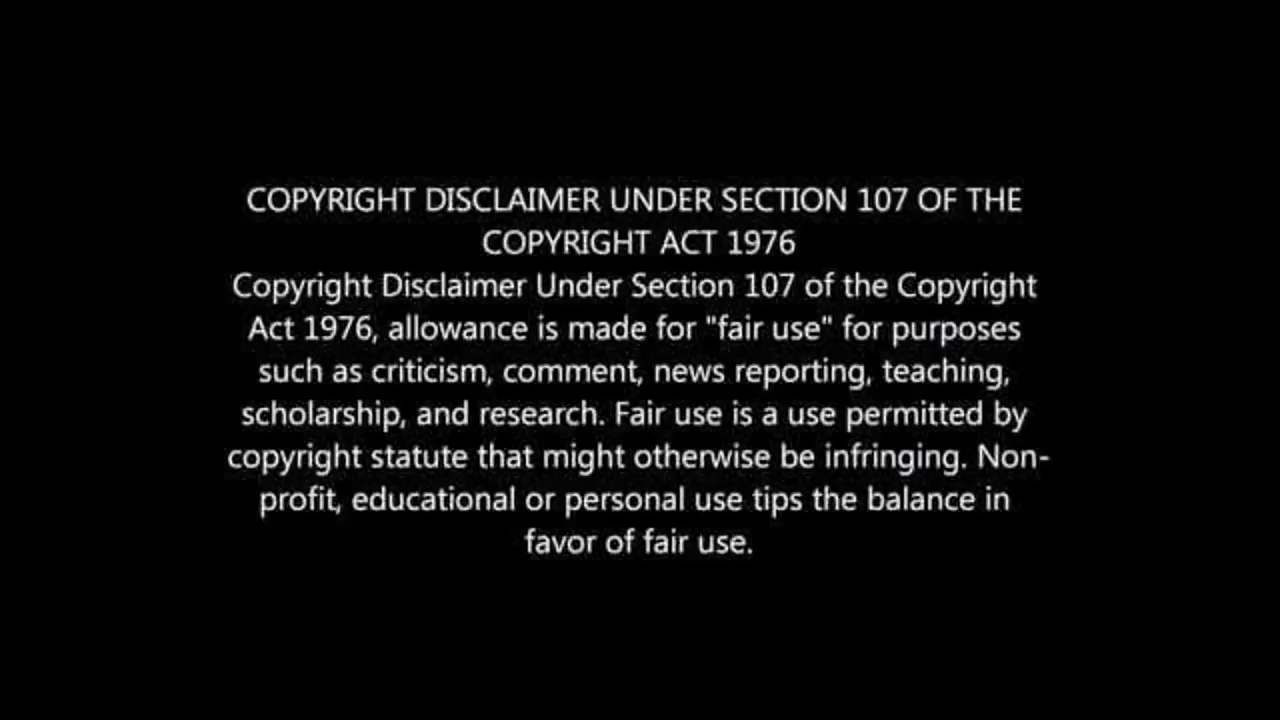 COPYRIGHT DISCLAIMER UNDER SECTION 107 OF THE
COPYRIGHT ACT 1976
Copyright Disclaimer Under Section 107 of the Copyright
Act 1976, allowance is made for "fair use" for purposes
such as criticism, comment, news reporting, teaching,
scholarship, and research. Fair use is a use permitted by
copyright statute that might otherwise be infringing. Non-
profit, educational or personal use tips the balance in
favor of fair use.